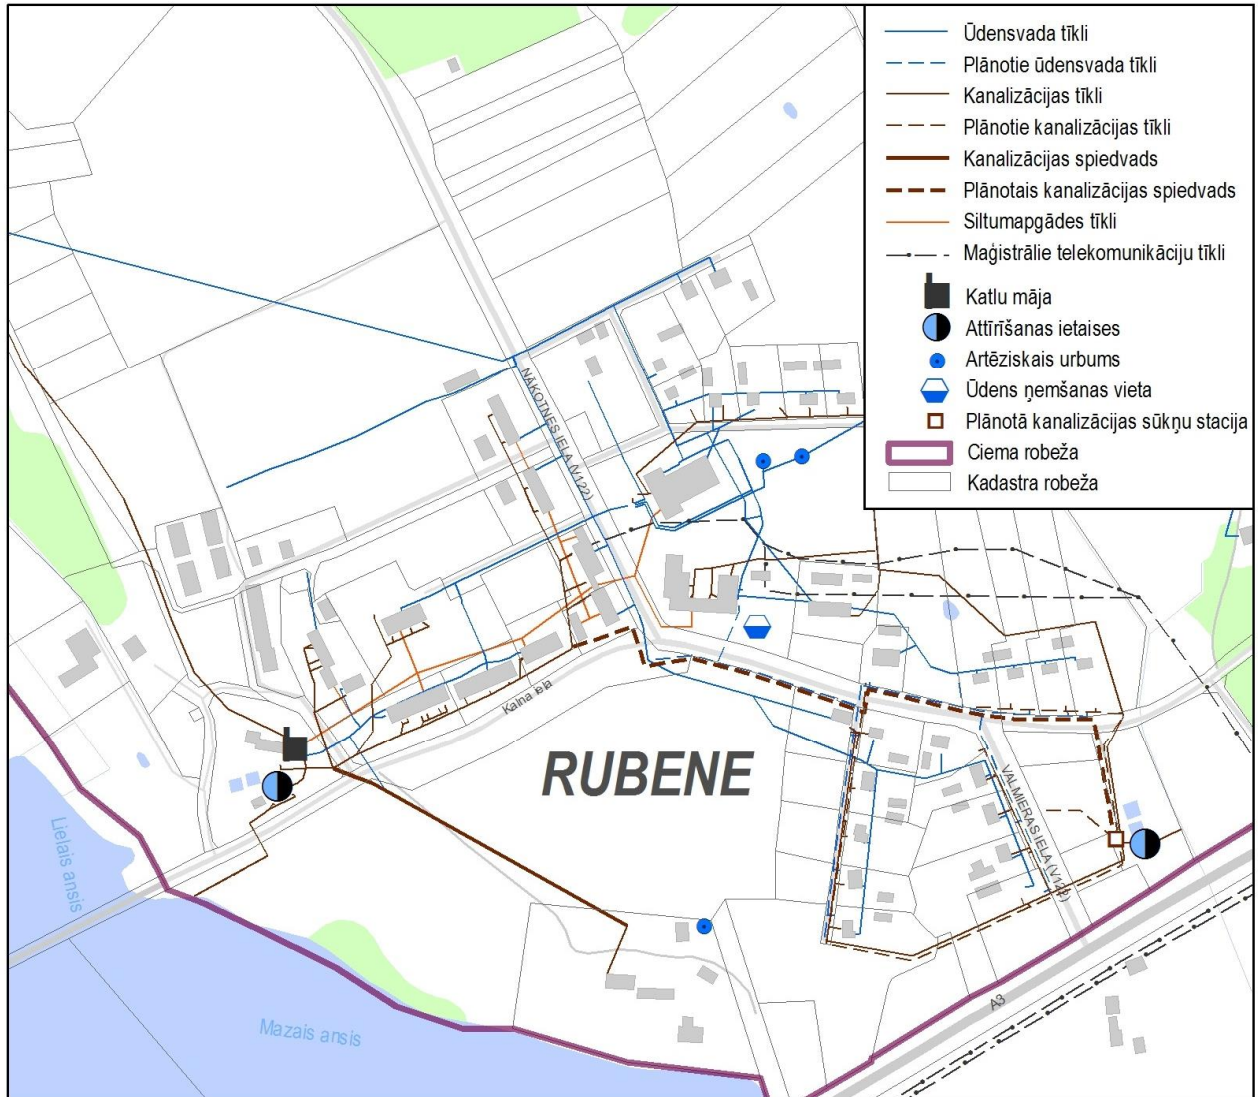 Ūdensvada tīkli
Plānotie ūdensvada tīkli
Kanalizācijas tīkli
Plānotie kanalizācijas tīkli
Kanalizācijas spiedvads
Plānotais kanalizācijas spiedvads
Siltumapgādes tīkli
Maģistrālie telekomunikāciju tīkli
Katlu māja
Attīrīšanas ietaises
Artēziskais urbums
Ūdens ņemšanas vieta
Plānotā kanalizācijas sūkņu stacija
Ciema robeža
Kadastra robeža
NĀKOTNES IELA (V122)
Kalna iela
RUBENE
VALMIERAS IELA (V122)
Lielais ansis
Mazais ansis
A3